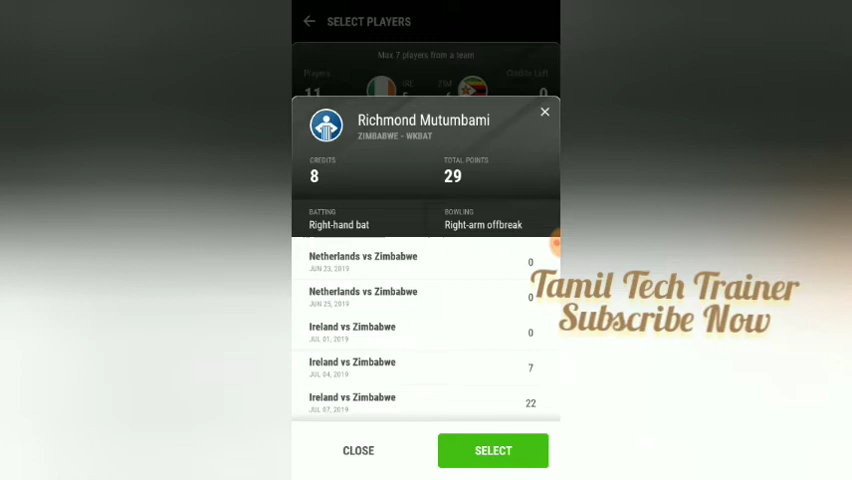 SELECT PLAYERS
Max 7 players from a team
Players
IRE
ZIM
Credits Left
11
0
Richmond Mutumbami
ZIMBABWE - WKBAT
CREDITS
TOTAL POINTS
8
29
BATTING
BOWLING
Right-hand bat
Right-arm offbreak
Netherlands vs Zimbabwe
0
JUN 23, 2019
Netherlands vs Zimbabwe
0
JUN 25, 2019
Ireland vs Zimbabwe
0
JUL 01, 2019
Ireland vs Zimbabwe
7
JUL 04, 2019
Ireland vs Zimbabwe
22
JUL 07, 2019
CLOSE
SELECT
Tamil Tech Trainer
Subscribe Now